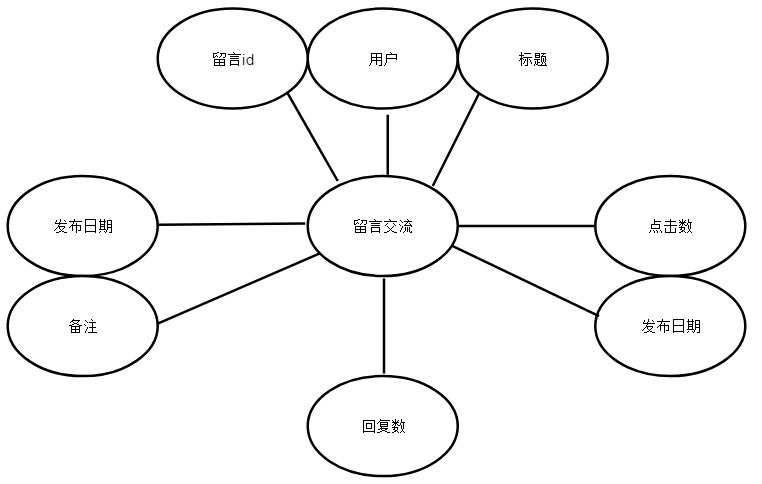 留言id
用户
标题
发布日期
留言交流
点击数
备注
发布日期
回复数